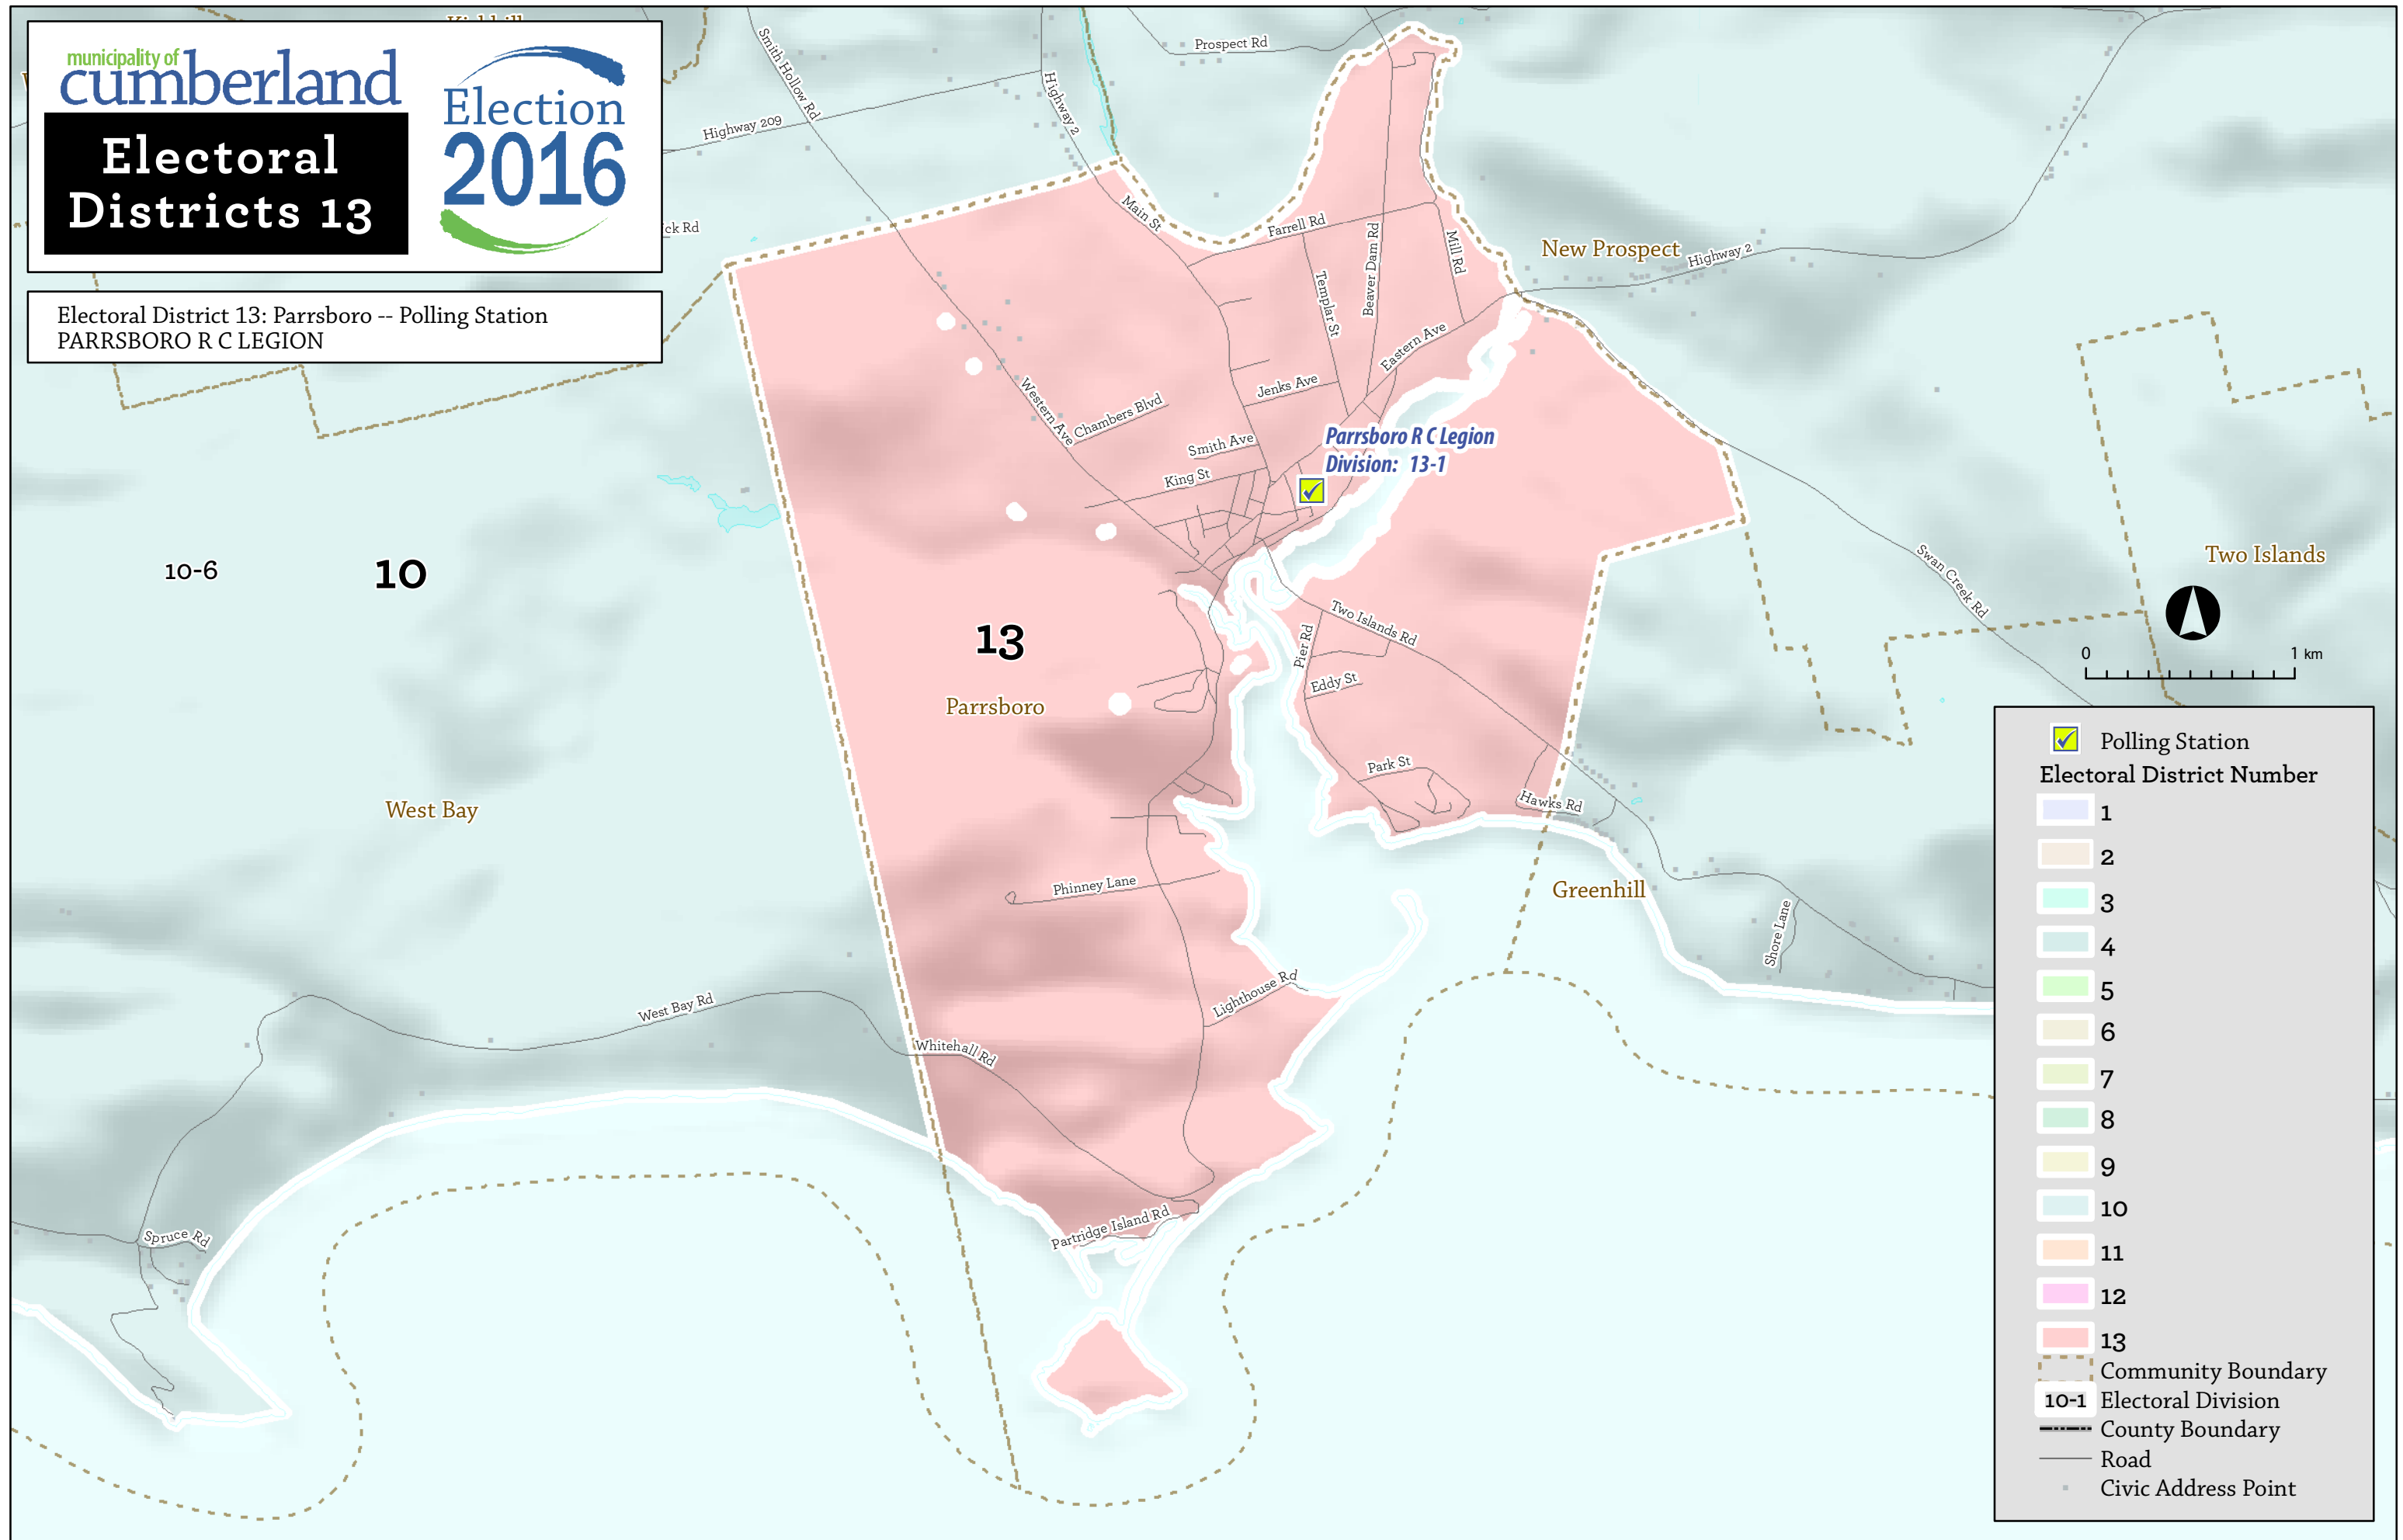 municipality of
cumberland
Electoral
Districts 13
Election
2016
Electoral District 13: Parrsboro -- Polling Station
PARRSBORO R C LEGION
Smith Hollow Rd
Highway 209
Highway 2
Prospect Rd
ck Rd
Main St
Farrell Rd
Beaver Dam Rd
Mill Rd
Templar St
New Prospect
Highway 2
Eastern Ave
Jenks Ave
Western Ave
Chambers Blvd
Smith Ave
King St
Parrsboro R C Legion
Division: 13-1
10-6
10
13
Parrsboro
West Bay
Two Islands
Swan Creek Rd
0 1 km
Two Islands Rd
Pier Rd
Eddy St
Park St
Hawks Rd
Greenhill
Shore Lane
Phinney Lane
Lighthouse Rd
West Bay Rd
Whitehall Rd
Partridge Island Rd
Spruce Rd
Polling Station
Electoral District Number
1
2
3
4
5
6
7
8
9
10
11
12
13
Community Boundary
10-1 Electoral Division
County Boundary
Road
Civic Address Point